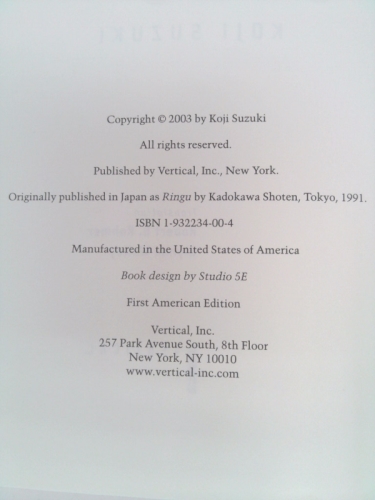 Copyright © 2003 by Koji Suzuki
All rights reserved.
Published by Vertical, Inc., New York.
Originally published in Japan as Ringu by Kadokawa Shoten, Tokyo, 1991.
ISBN 1-932234-00-4
Manufactured in the United States of America
Book design by Studio 5E
First American Edition
Vertical, Inc.
257 Park Avenue South, 8th Floor
New York, NY 10010
www.vertical-inc.com